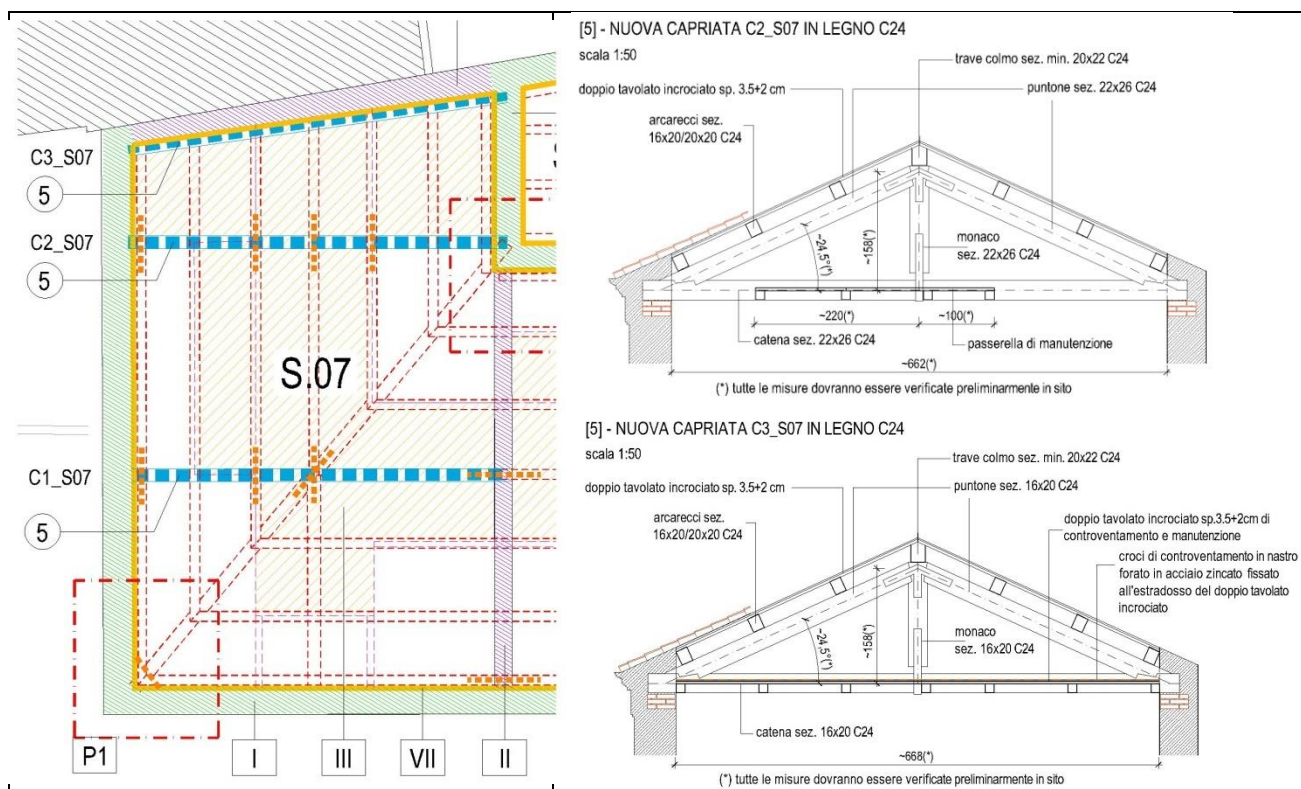 C3_S07
5
C2_S07
5
S.07
C1_S07
5
P1
I
III
VII
II
[5] - NUOVA CAPRIATA C2_S07 IN LEGNO C24
scala 1:50
trave colmo sez. min. 20x22 C24
doppio tavolato incrociato sp. 3.5+2 cm
puntone sez. 22x26 C24
arcarecci sez.
16x20/20x20 C24
~24,5°(*)
~158(*)
monaco
sez. 22x26 C24
~220(*)
~100(*)
catena sez. 22x26 C24
passerella di manutenzione
~662(*)
(*) tutte le misure dovranno essere verificate preliminarmente in sito
[5] - NUOVA CAPRIATA C3_S07 IN LEGNO C24
scala 1:50
trave colmo sez. min. 20x22 C24
doppio tavolato incrociato sp. 3.5+2 cm
puntone sez. 16x20 C24
arcarecci sez.
16x20/20x20 C24
doppio tavolato incrociato sp.3.5+2cm di
controventamento e manutenzione
croci di controventamento in nastro
forato in acciaio zincato fissato
all'estradosso del doppio tavolato
incrociato
~24,5°(*)
~158(*)
monaco
sez. 16x20 C24
catena sez. 16x20 C24
~668(*)
(*) tutte le misure dovranno essere verificate preliminarmente in sito